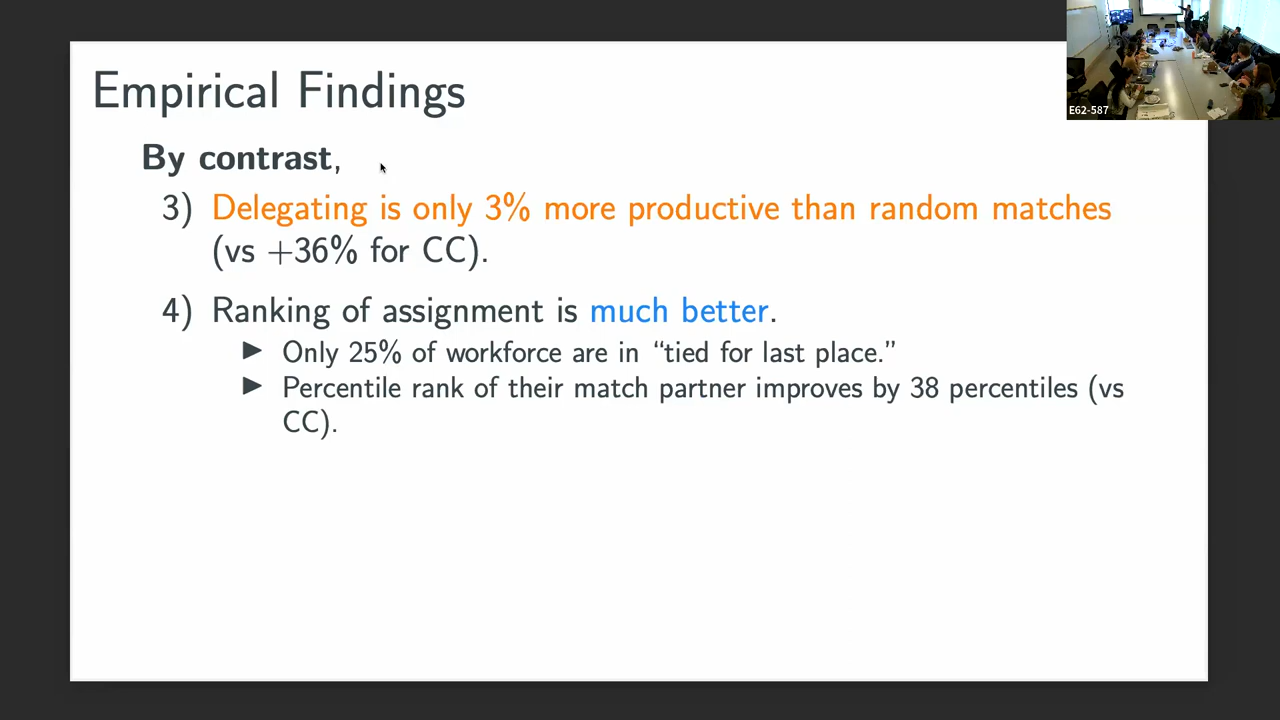 Empirical Findings
By contrast,
3) Delegating is only 3% more productive than random matches
(vs +36% for CC).
4) Ranking of assignment is much better.
▶ Only 25% of workforce are in “tied for last place.”
▶ Percentile rank of their match partner improves by 38 percentiles (vs
CC).
E62-587